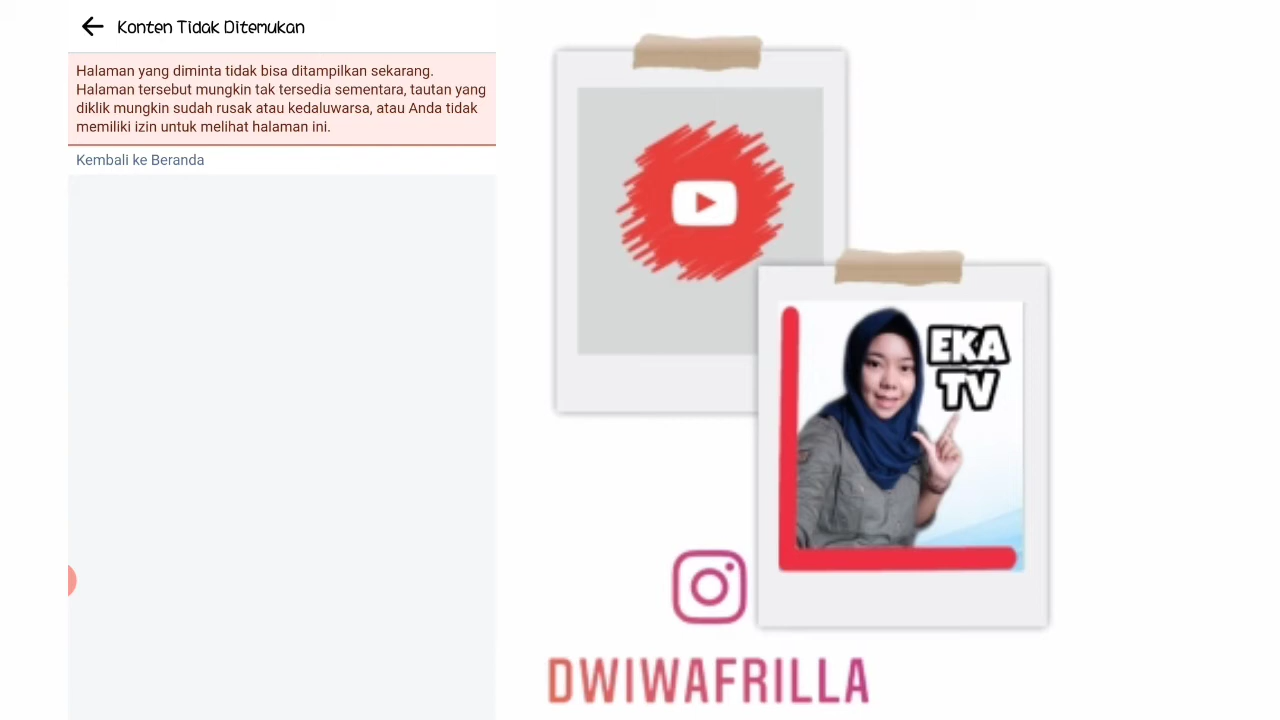 Konten Tidak Ditemukan
Halaman yang diminta tidak bisa ditampilkan sekarang.
Halaman tersebut mungkin tak tersedia sementara, tautan yang
diklik mungkin sudah rusak atau kedaluwarsa, atau Anda tidak
memiliki izin untuk melihat halaman ini.
Kembali ke Beranda
EKA
TV
DWIWAFRILLA